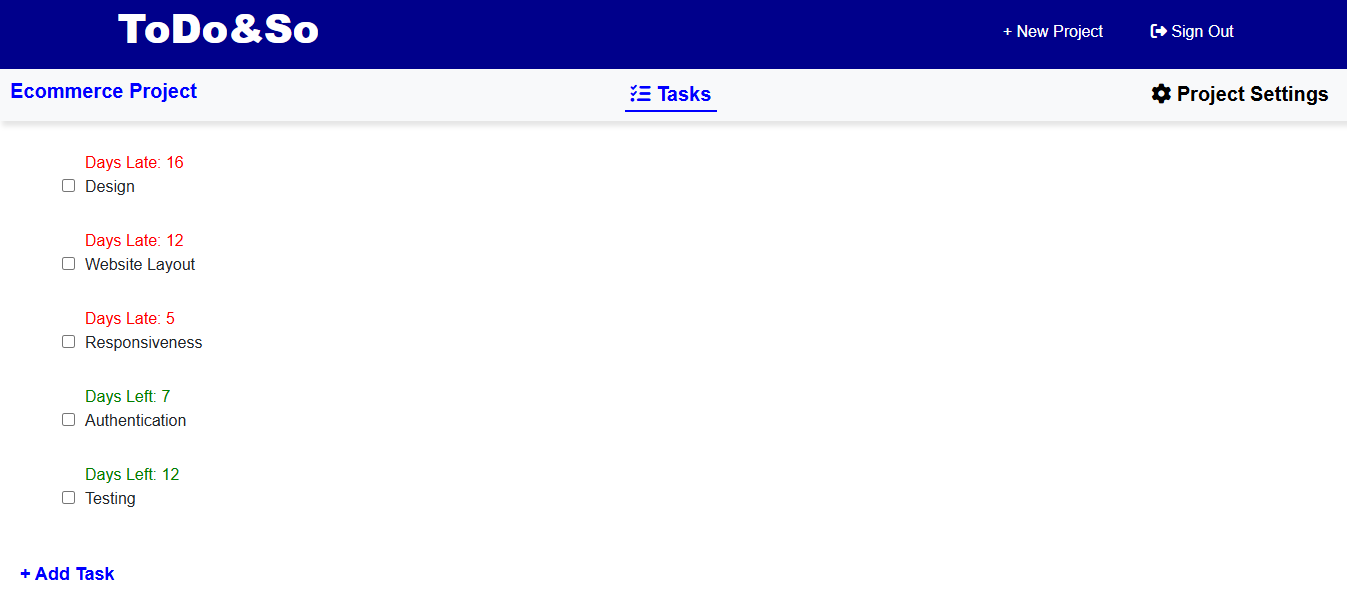 ToDo&So
+ New Project
Sign Out
Ecommerce Project
Tasks
Project Settings
Days Late: 16
Design
Days Late: 12
Website Layout
Days Late: 5
Responsiveness
Days Left: 7
Authentication
Days Left: 12
Testing
+ Add Task